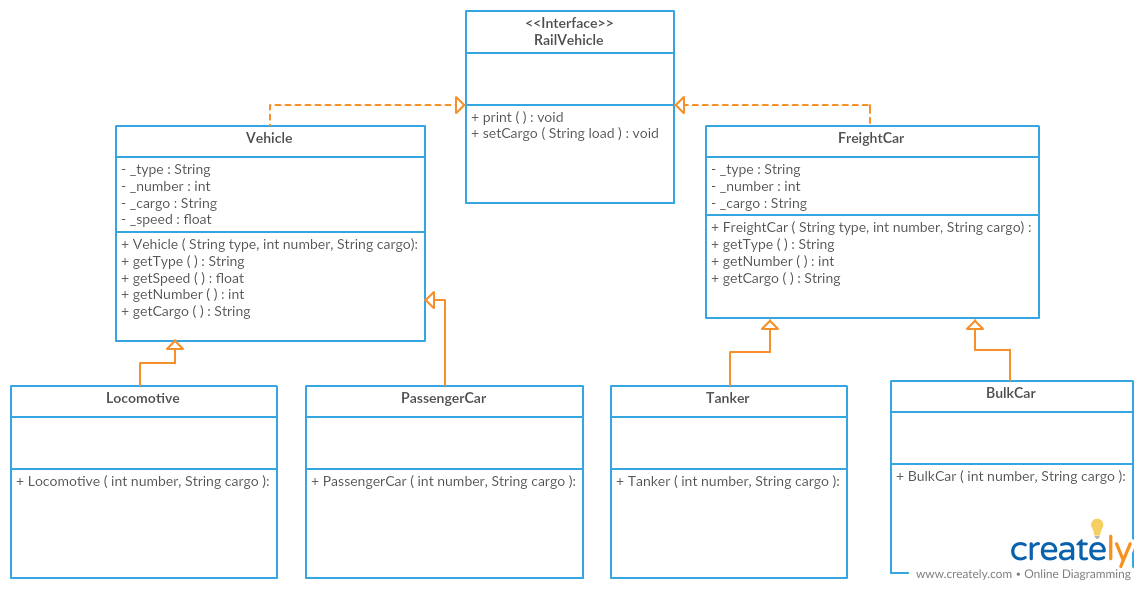 <<Interface>>
RailVehicle
+ print ( ) : void
+ setCargo ( String load ) : void
Vehicle
- _type : String
- _number : int
- _cargo : String
- _speed : float
+ Vehicle ( String type, int number, String cargo):
+ getType ( ) : String
+ getSpeed ( ) : float
+ getNumber ( ) : int
+ getCargo ( ) : String
FreightCar
- _type : String
- _number : int
- _cargo : String
+ FreightCar ( String type, int number, String cargo) :
+ getType ( ) : String
+ getNumber ( ) : int
+ getCargo ( ) : String
Locomotive
+ Locomotive ( int number, String cargo ):
PassengerCar
+ PassengerCar ( int number, String cargo ):
Tanker
+ Tanker ( int number, String cargo ):
BulkCar
+ BulkCar ( int number, String cargo ):
creately
www.creately.com • Online Diagramming